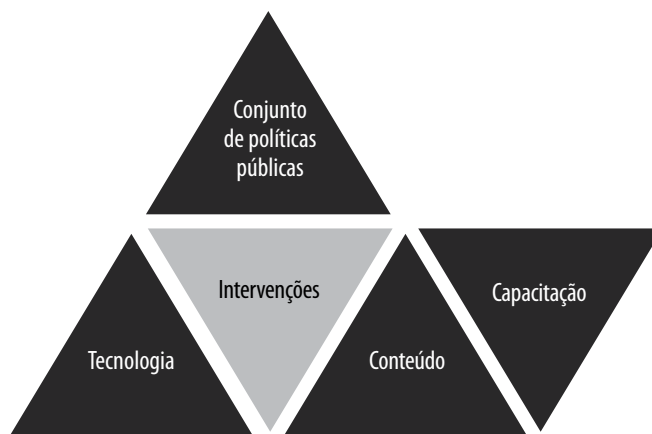 Conjunto
de políticas
públicas
Intervenções
Capacitação
Tecnologia
Conteúdo